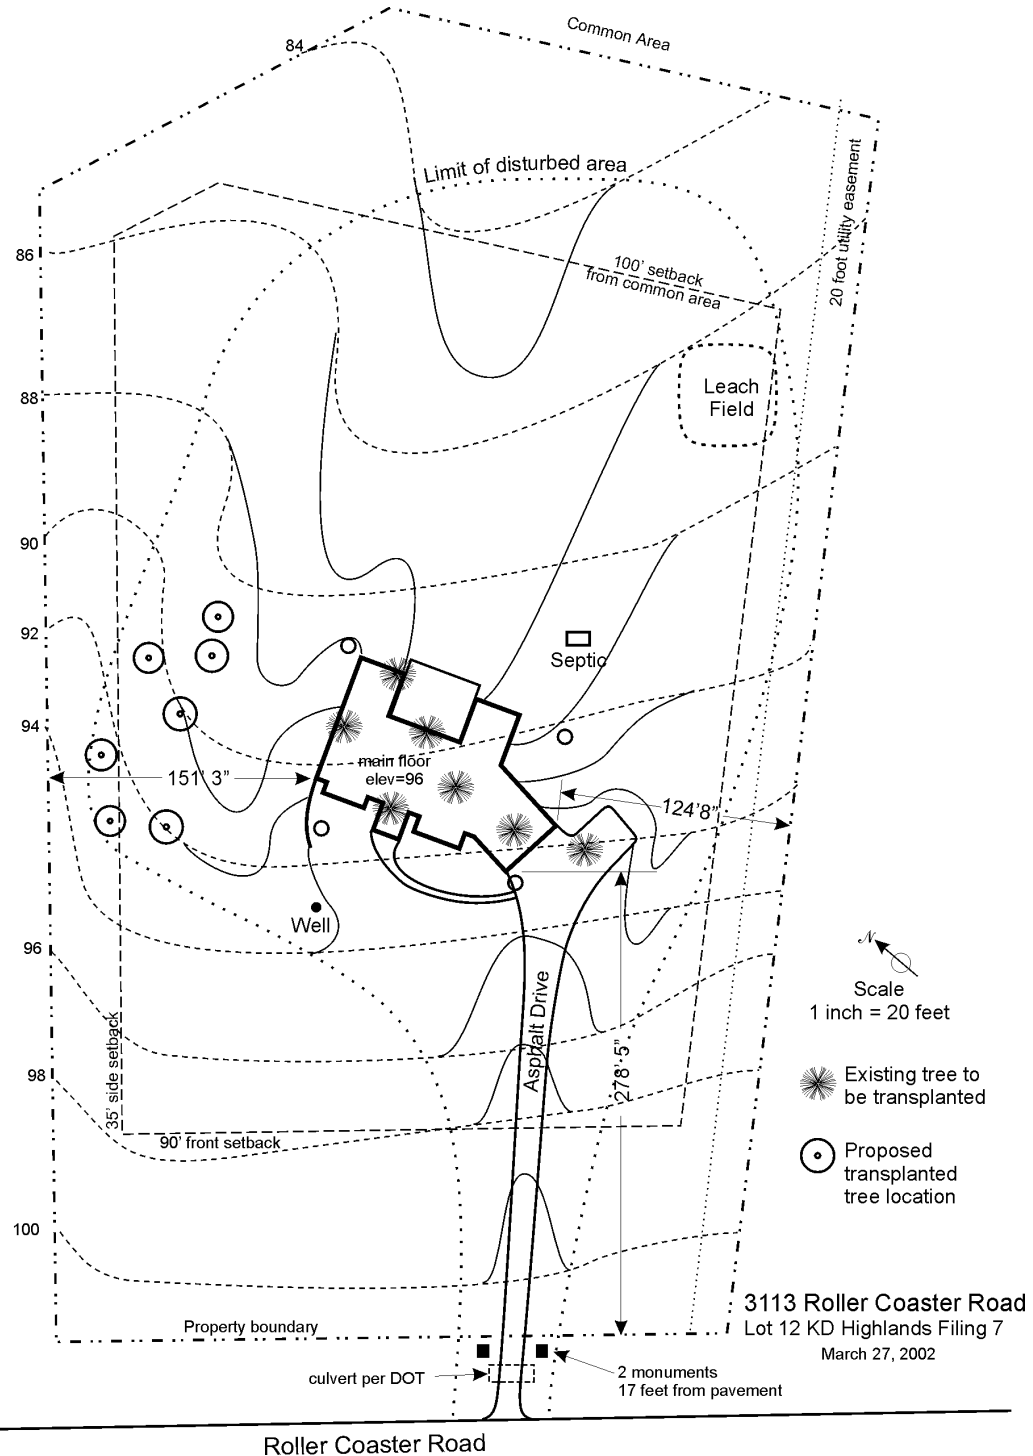 Common Area
84
Limit of disturbed area
20 foot utility easement
86
100' setback
from common area
88
Leach
Field
90
92
Septic
94
main floor
elev=96
151' 3"
124'8"
Well
96
N
Scale
1 inch = 20 feet
Asphalt Drive
278' 5"
98
35' side setback
90' front setback
Existing tree to
be transplanted
Proposed
transplanted
tree location
100
3113 Roller Coaster Road
Lot 12 KD Highlands Filing 7
March 27, 2002
Property boundary
culvert per DOT
2 monuments
17 feet from pavement
Roller Coaster Road